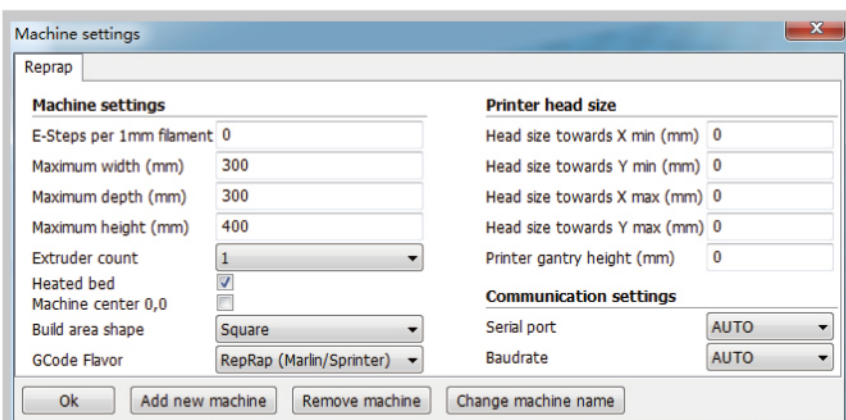 Machine settings
X
Reprap
Machine settings
E-Steps per 1mm filament 0
Maximum width (mm) 300
Maximum depth (mm) 300
Maximum height (mm) 400
Extruder count 1
Heated bed
Machine center 0,0
Build area shape Square
GCode Flavor RepRap (Marlin/Sprinter)
Printer head size
Head size towards X min (mm) 0
Head size towards Y min (mm) 0
Head size towards X max (mm) 0
Head size towards Y max (mm) 0
Printer gantry height (mm) 0
Communication settings
Serial port AUTO
Baudrate AUTO
Ok Add new machine Remove machine Change machine name